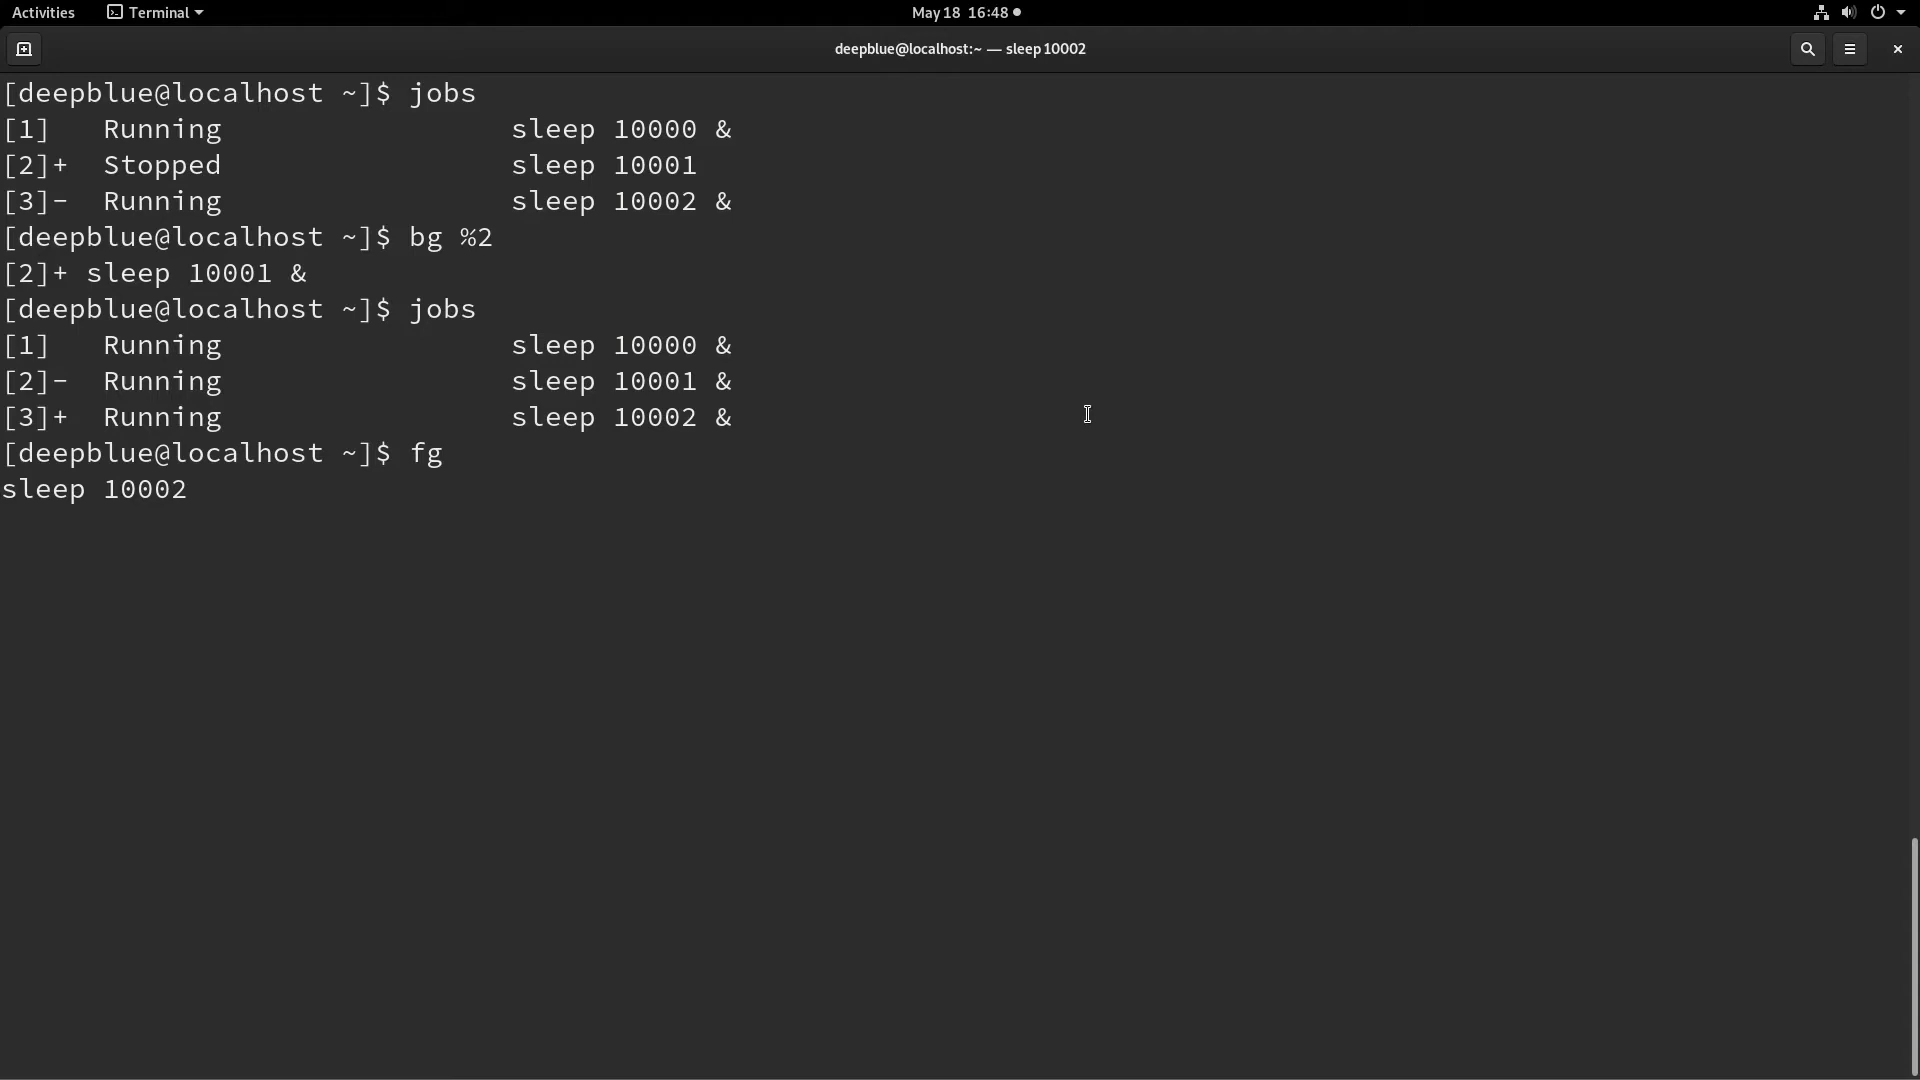 Activities Terminal May 18 16:48
deepblue@localhost:~ — sleep 10002
[deepblue@localhost ~]$ jobs
[1]   Running                 sleep 10000 &
[2]+  Stopped                 sleep 10001
[3]-  Running                 sleep 10002 &
[deepblue@localhost ~]$ bg %2
[2]+ sleep 10001 &
[deepblue@localhost ~]$ jobs
[1]   Running                 sleep 10000 &
[2]-  Running                 sleep 10001 &
[3]+  Running                 sleep 10002 &
[deepblue@localhost ~]$ fg
sleep 10002